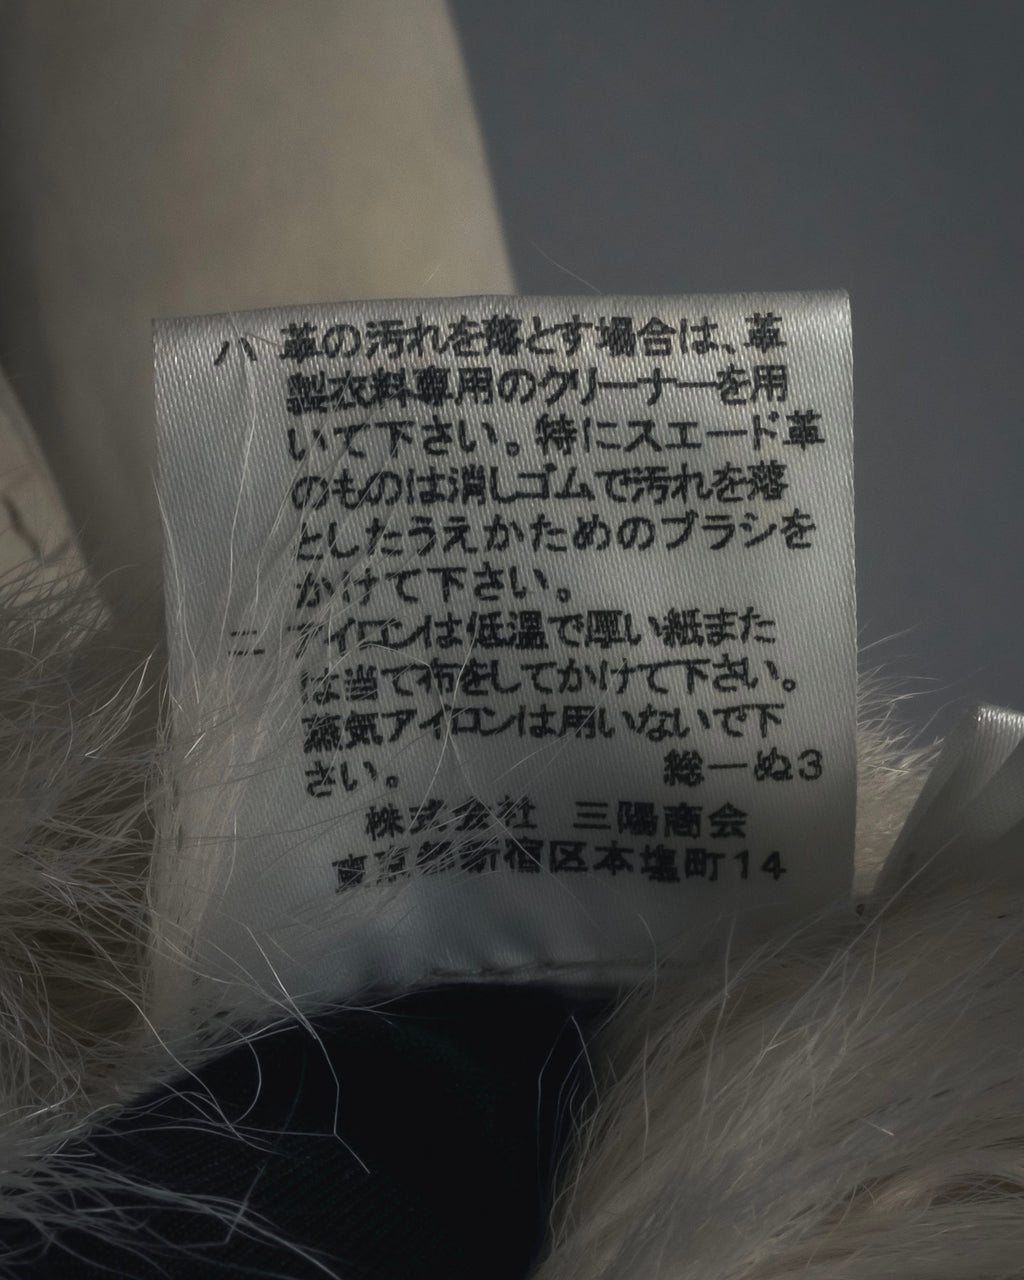 ハ 革の汚れを落とす場合は、革
製衣料専用のクリーナーを用
いて下さい。特にスエード革
のものは消しゴムで汚れを落
としたうえかためのブラシを
かけて下さい。
ニ アイロンは低温で厚い紙また
は当て布をしてかけて下さい。
蒸気アイロンは用いないで下
さい。 総一ぬ3
株式会社 三陽商会
東京都新宿区本塩町14